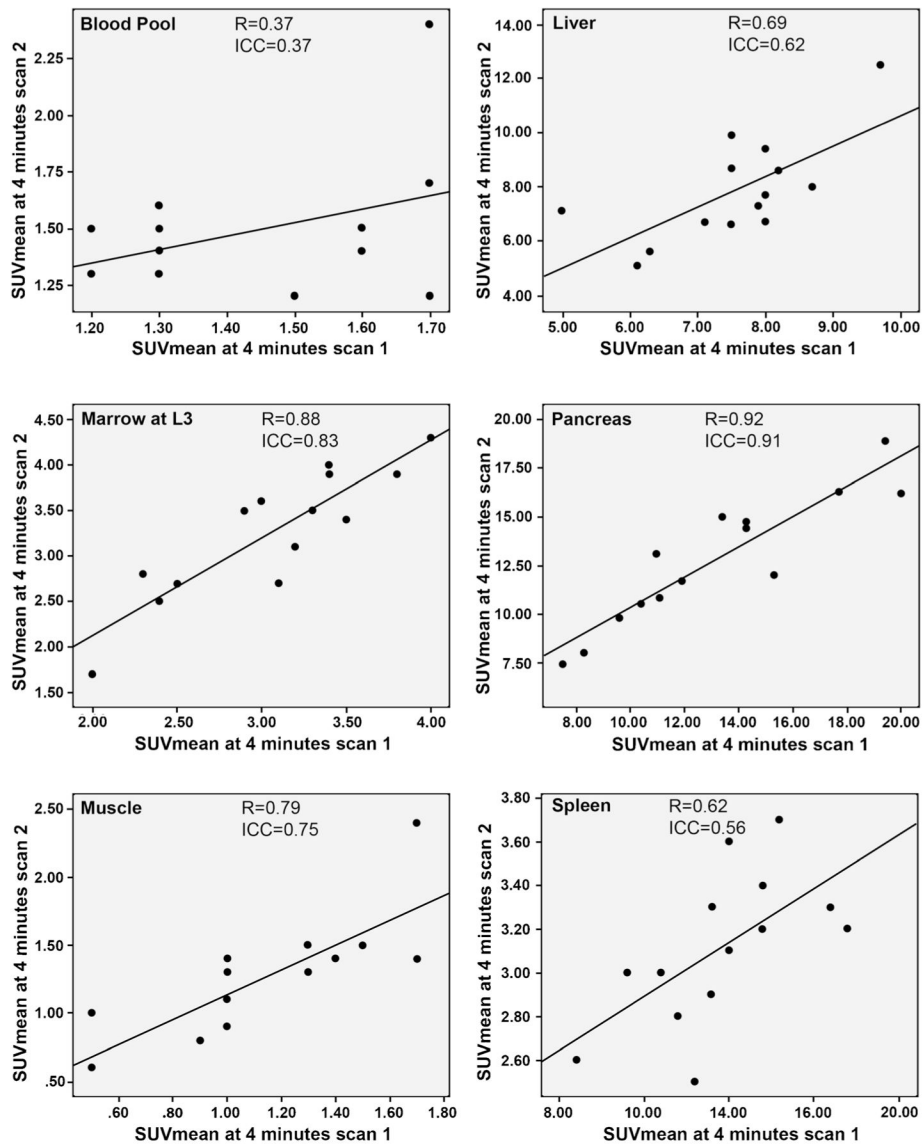 Blood Pool
R=0.37
ICC=0.37
SUVmean at 4 minutes scan 2
2.25
2.00
1.75
1.50
1.25
1.20 1.30 1.40 1.50 1.60 1.70
SUVmean at 4 minutes scan 1
Liver
R=0.69
ICC=0.62
SUVmean at 4 minutes scan 2
14.00
12.00
10.00
8.00
6.00
4.00
5.00 6.00 7.00 8.00 9.00 10.00
SUVmean at 4 minutes scan 1
Marrow at L3
R=0.88
ICC=0.83
SUVmean at 4 minutes scan 2
4.50
4.00
3.50
3.00
2.50
2.00
1.50
2.00 2.50 3.00 3.50 4.00
SUVmean at 4 minutes scan 1
Pancreas
R=0.92
ICC=0.91
SUVmean at 4 minutes scan 2
20.00
17.50
15.00
12.50
10.00
7.50
8.00 10.00 12.00 14.00 16.00 18.00 20.00
SUVmean at 4 minutes scan 1
Muscle
R=0.79
ICC=0.75
SUVmean at 4 minutes scan 2
2.50
2.00
1.50
1.00
.50
.60 .80 1.00 1.20 1.40 1.60 1.80
SUVmean at 4 minutes scan 1
Spleen
R=0.62
ICC=0.56
SUVmean at 4 minutes scan 2
3.80
3.60
3.40
3.20
3.00
2.80
2.60
8.00 10.00 12.00 14.00 16.00 20.00
SUVmean at 4 minutes scan 1